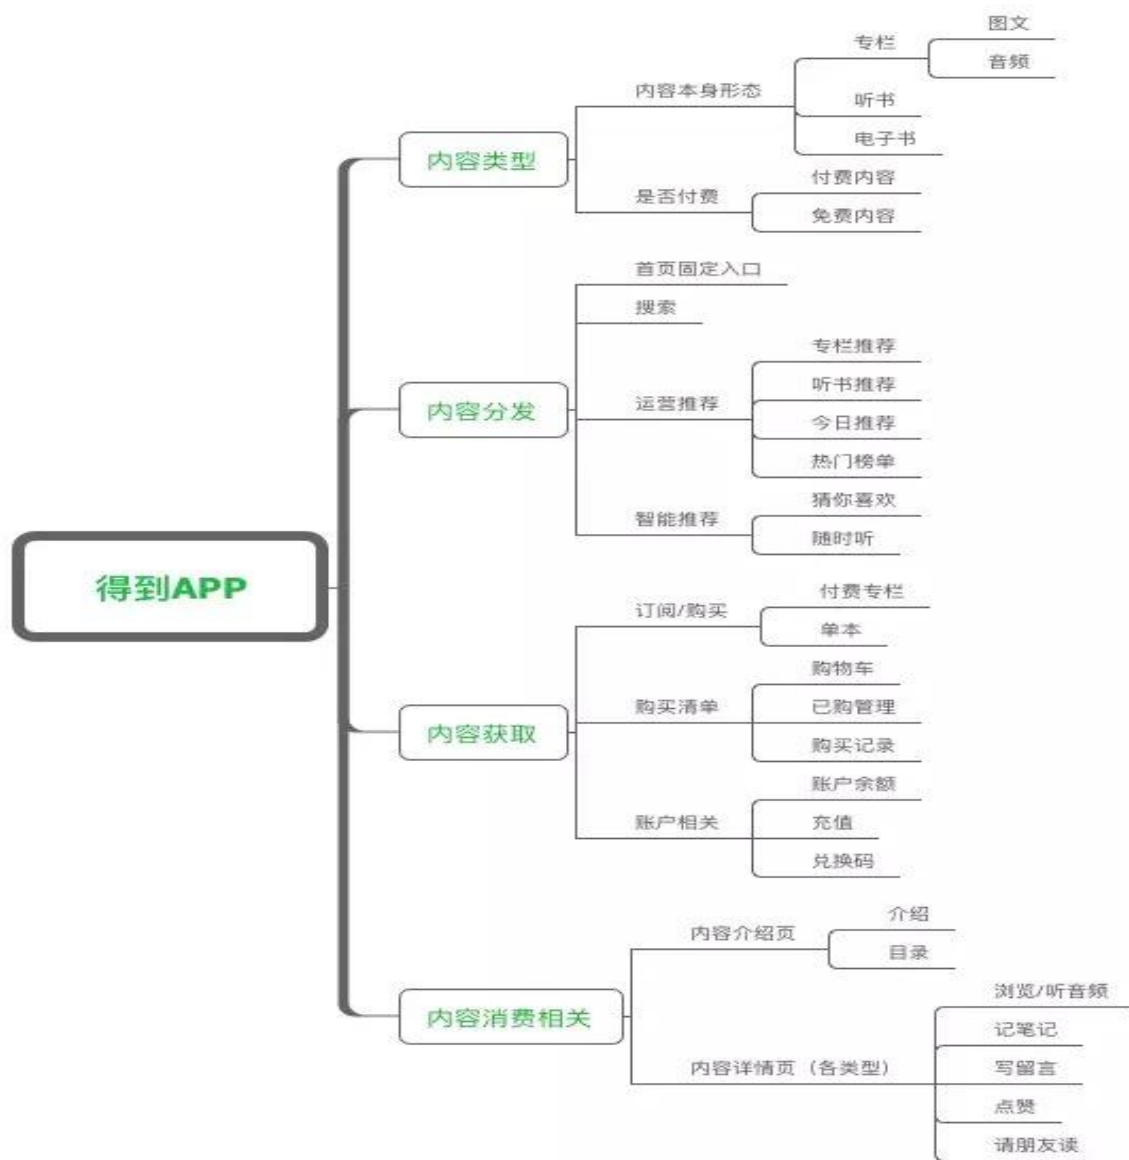 得到APP
内容类型
内容本身形态
专栏
图文
音频
听书
电子书
是否付费
付费内容
免费内容
内容分发
首页固定入口
搜索
运营推荐
专栏推荐
听书推荐
今日推荐
热门榜单
智能推荐
猜你喜欢
随时听
内容获取
订阅/购买
付费专栏
单本
购买清单
购物车
已购管理
购买记录
账户相关
账户余额
充值
兑换码
内容消费相关
内容介绍页
介绍
目录
内容详情页（各类型）
浏览/听音频
记笔记
写留言
点赞
请朋友读